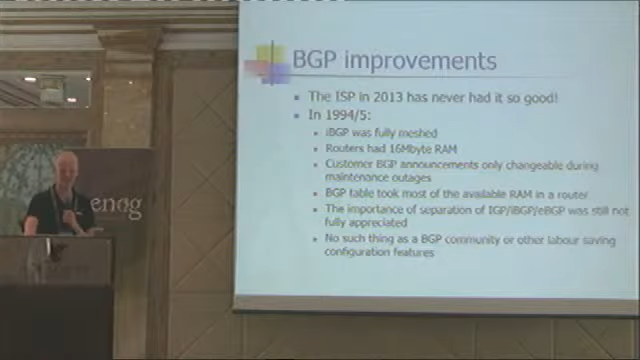 BGP improvements
The ISP in 2013 has never had it so good!
In 1994/5:
iBGP was fully meshed
Routers had 16Mbyte RAM
Customer BGP announcements only changeable during
maintenance outages
BGP table took most of the available RAM in a router
The importance of separation of IGP/iBGP/eBGP was still not
fully appreciated
No such thing as a BGP community or other labour saving
configuration features
enog